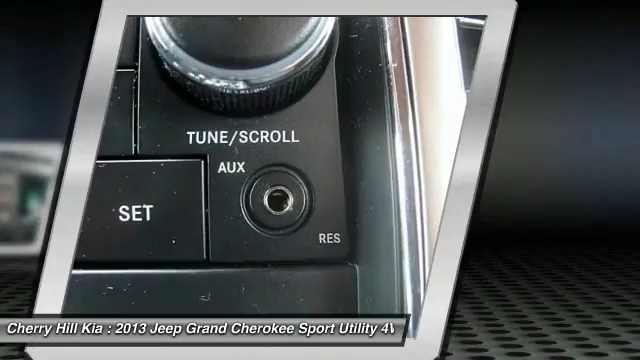 TUNE/SCROLL
AUX
SET
RES
Cherry Hill Kia : 2013 Jeep Grand Cherokee Sport Utility